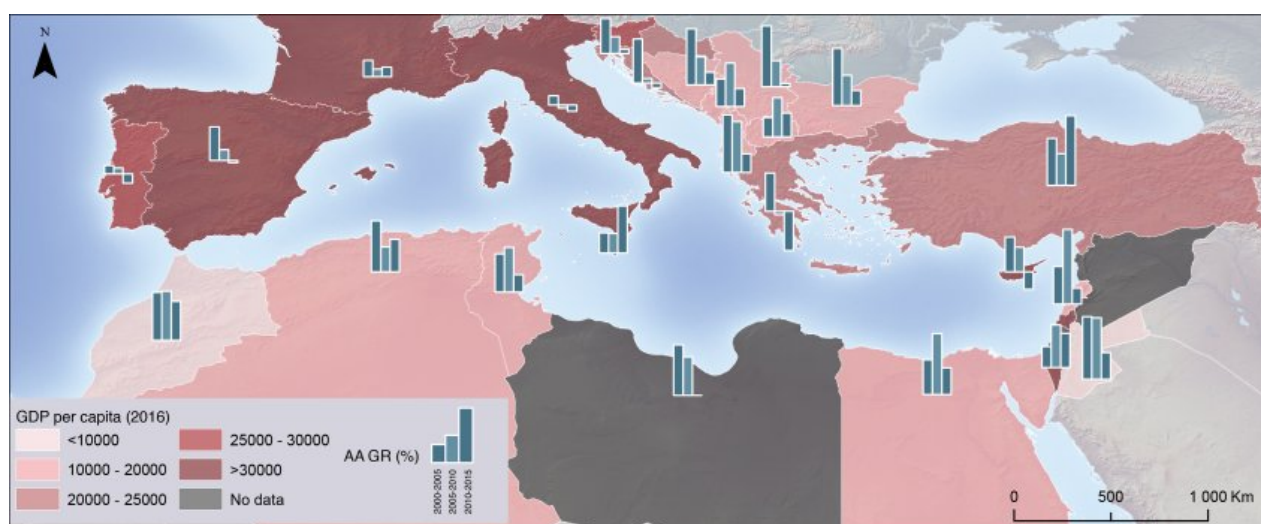 N
GDP per capita (2016)
<10000
10000 - 20000
20000 - 25000
25000 - 30000
>30000
No data
AA GR (%)
2000-2005
2005-2010
2010-2015
0 500 1 000 Km